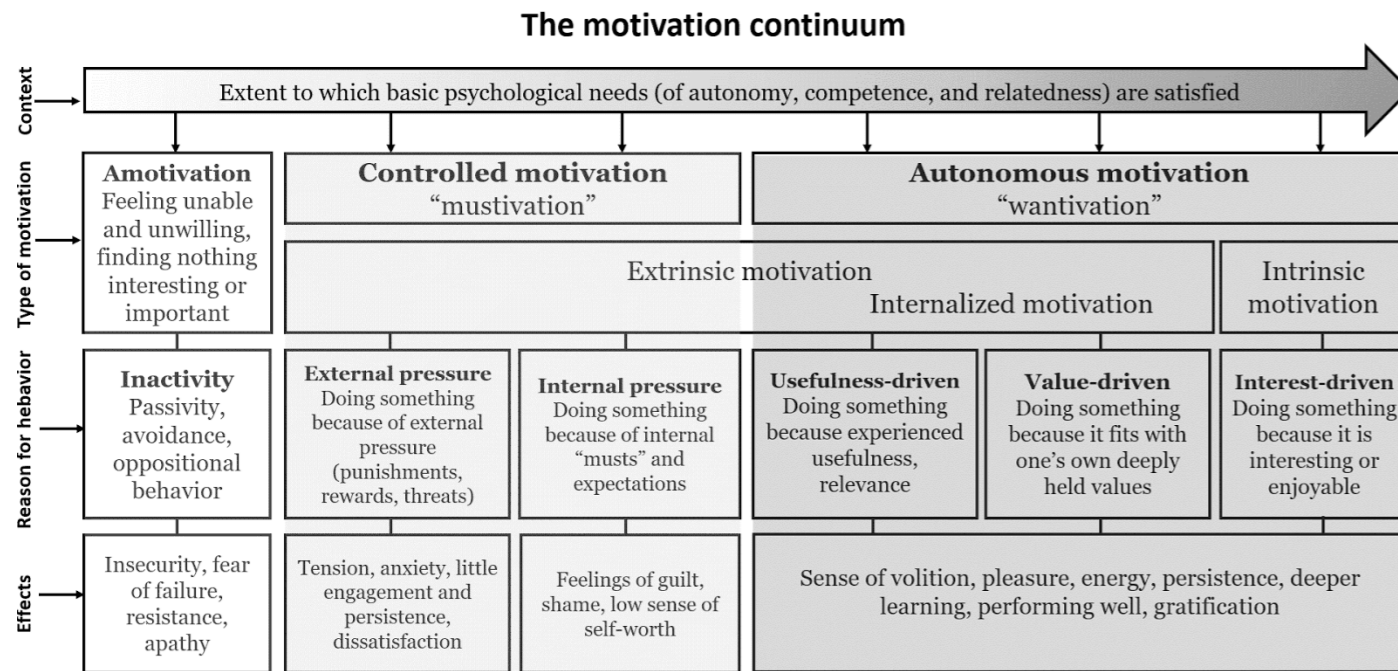 The motivation continuum
Context
Extent to which basic psychological needs (of autonomy, competence, and relatedness) are satisfied
Type of motivation
Amotivation
Feeling unable
and unwilling,
finding nothing
interesting or
important
Controlled motivation
“mustivation”
Autonomous motivation
“wantivation”
Extrinsic motivation
Internalized motivation
Intrinsic
motivation
Reason for hebavior
Inactivity
Passivity,
avoidance,
oppositional
behavior
External pressure
Doing something
because of external
pressure
(punishments,
rewards, threats)
Internal pressure
Doing something
because of internal
“musts” and
expectations
Usefulness-driven
Doing something
because experienced
usefulness,
relevance
Value-driven
Doing something
because it fits with
one’s own deeply
held values
Interest-driven
Doing something
because it is
interesting or
enjoyable
Effects
Insecurity, fear
of failure,
resistance,
apathy
Tension, anxiety, little
engagement and
persistence,
dissatisfaction
Feelings of guilt,
shame, low sense of
self-worth
Sense of volition, pleasure, energy, persistence, deeper
learning, performing well, gratification